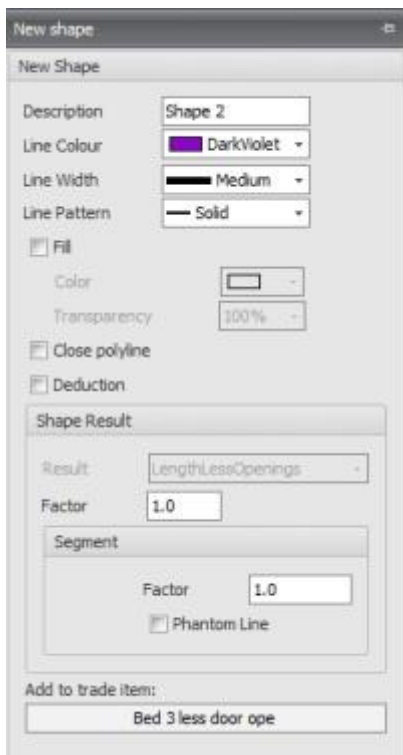 New shape
New Shape
Description Shape 2
Line Colour DarkViolet
Line Width Medium
Line Pattern Solid
Fill
Color
Transparency 100%
Close polyline
Deduction
Shape Result
Result LengthLessOpenings
Factor 1.0
Segment
Factor 1.0
Phantom Line
Add to trade item:
Bed 3 less door ope